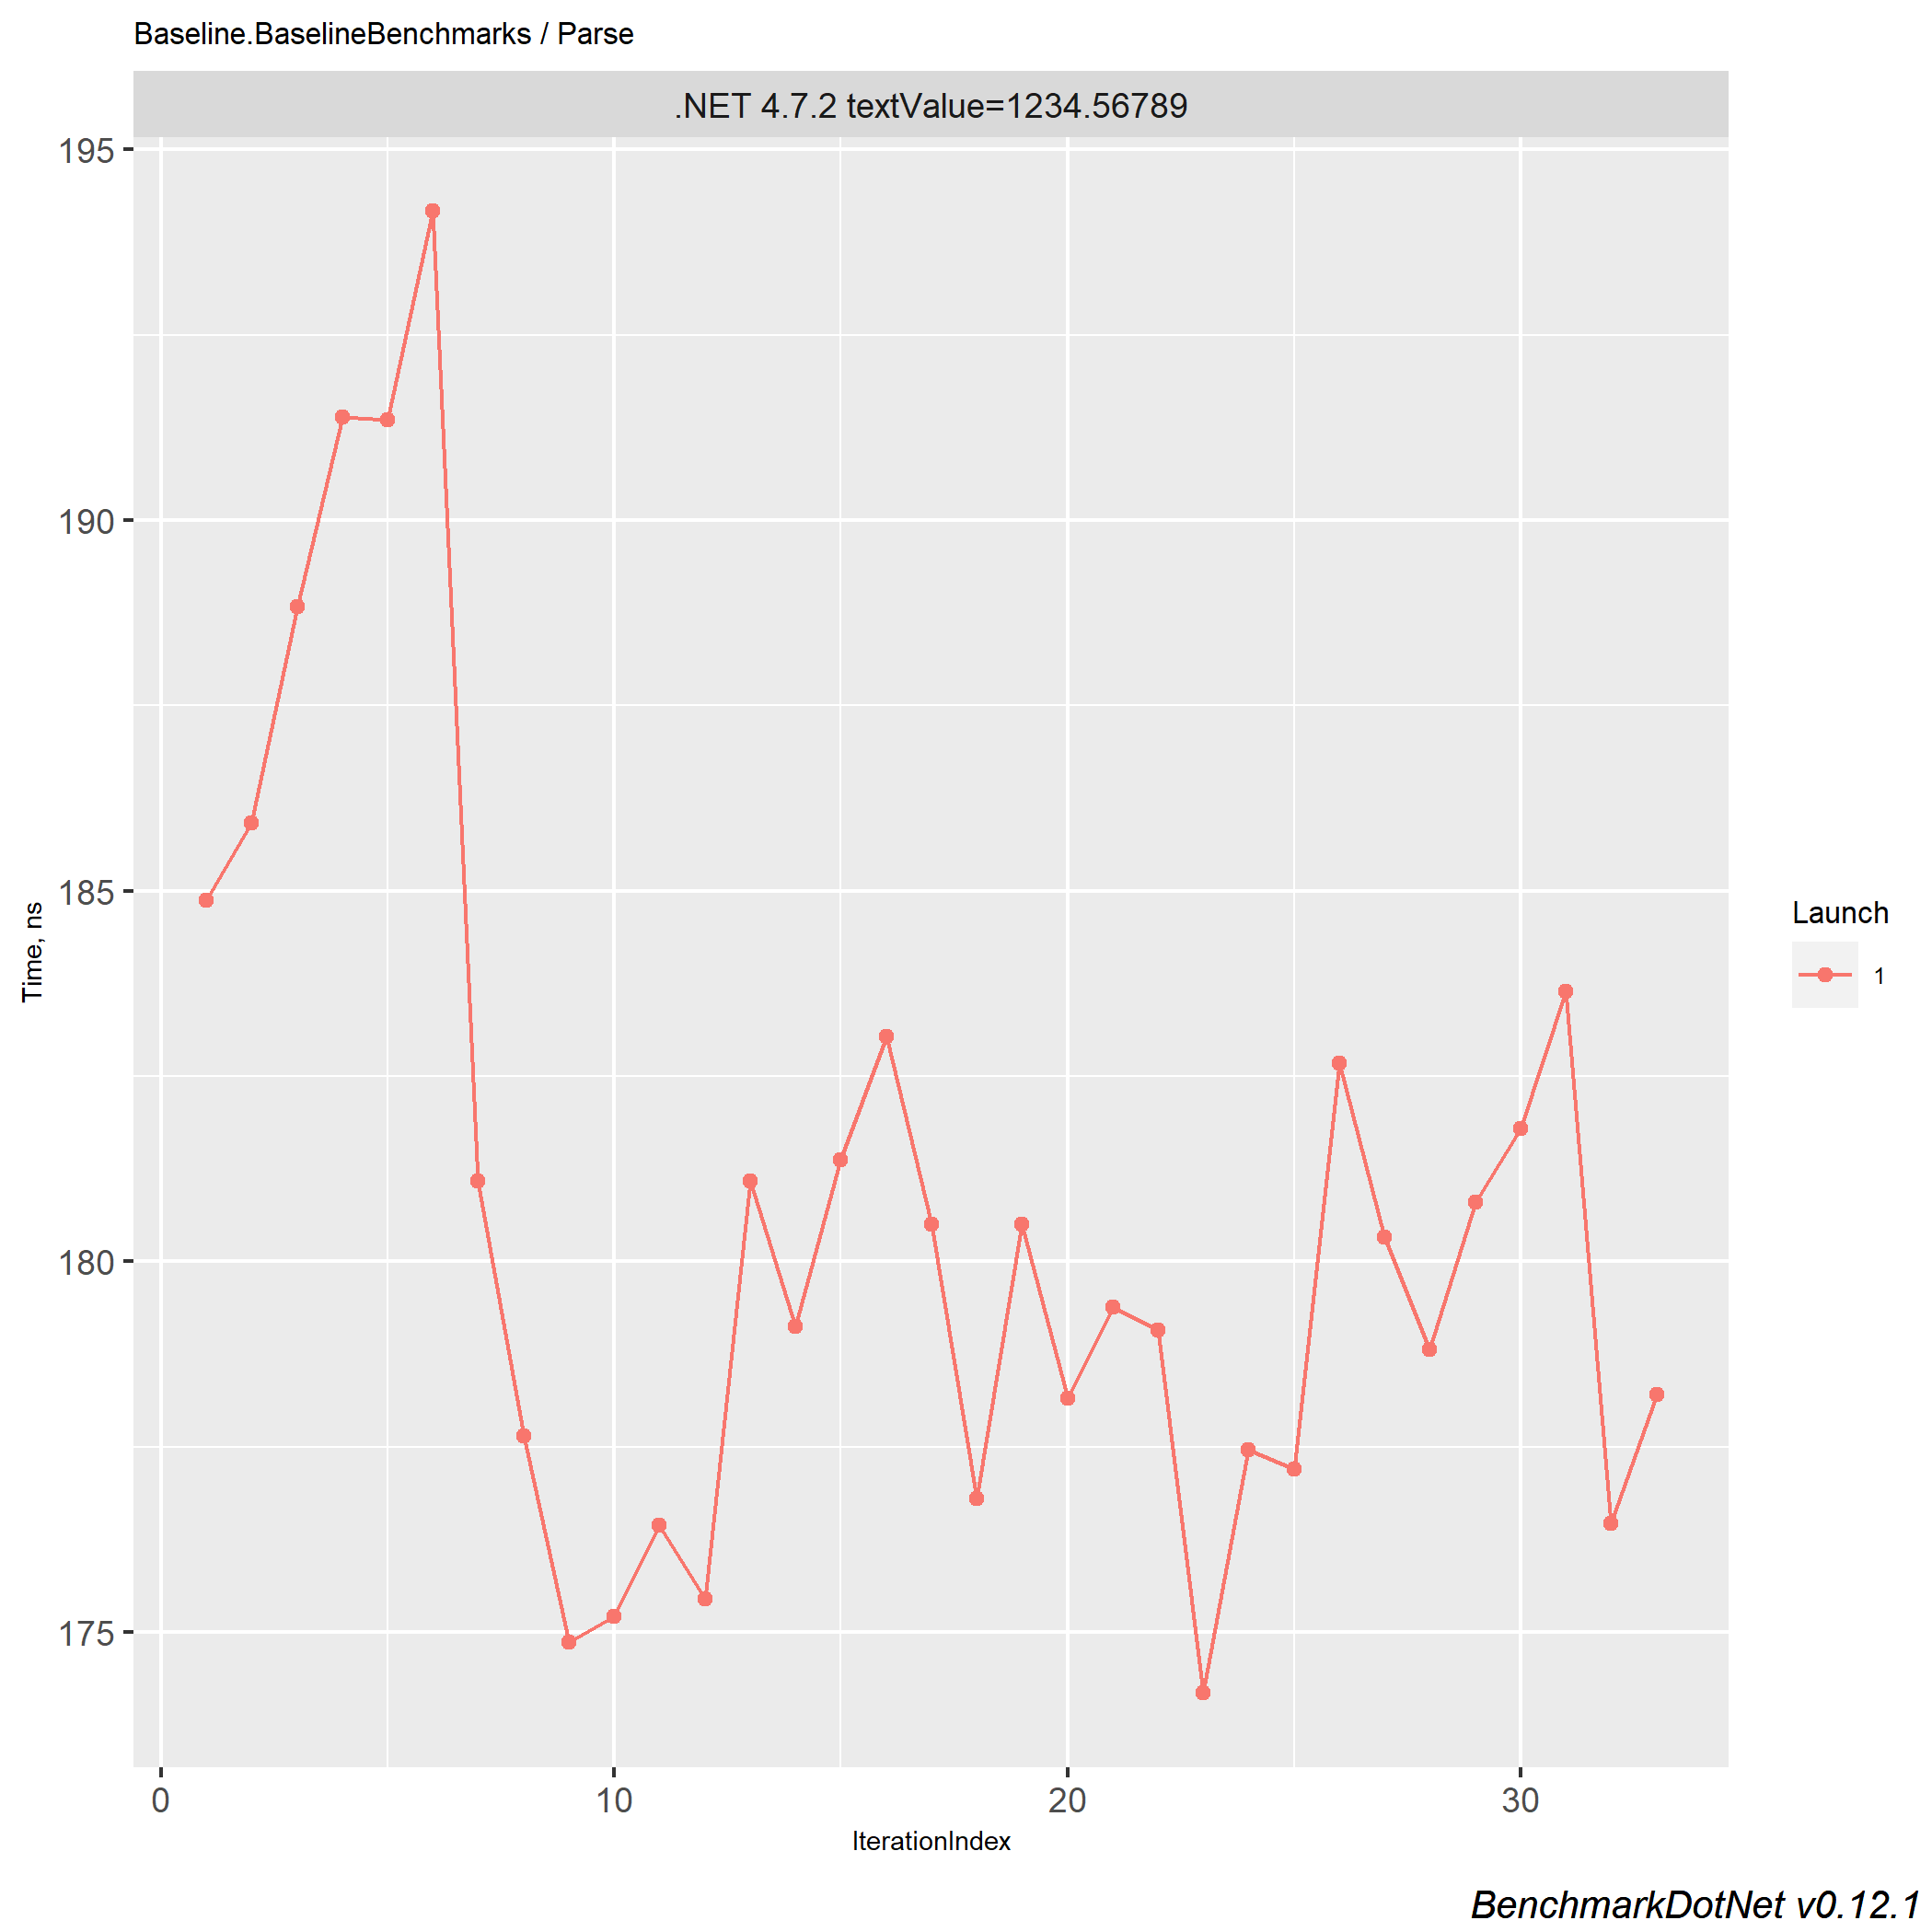 Baseline.BaselineBenchmarks / Parse
.NET 4.7.2 textValue=1234.56789
195
190
185
180
175
Time, ns
0 10 20 30
IterationIndex
Launch
1
BenchmarkDotNet v0.12.1